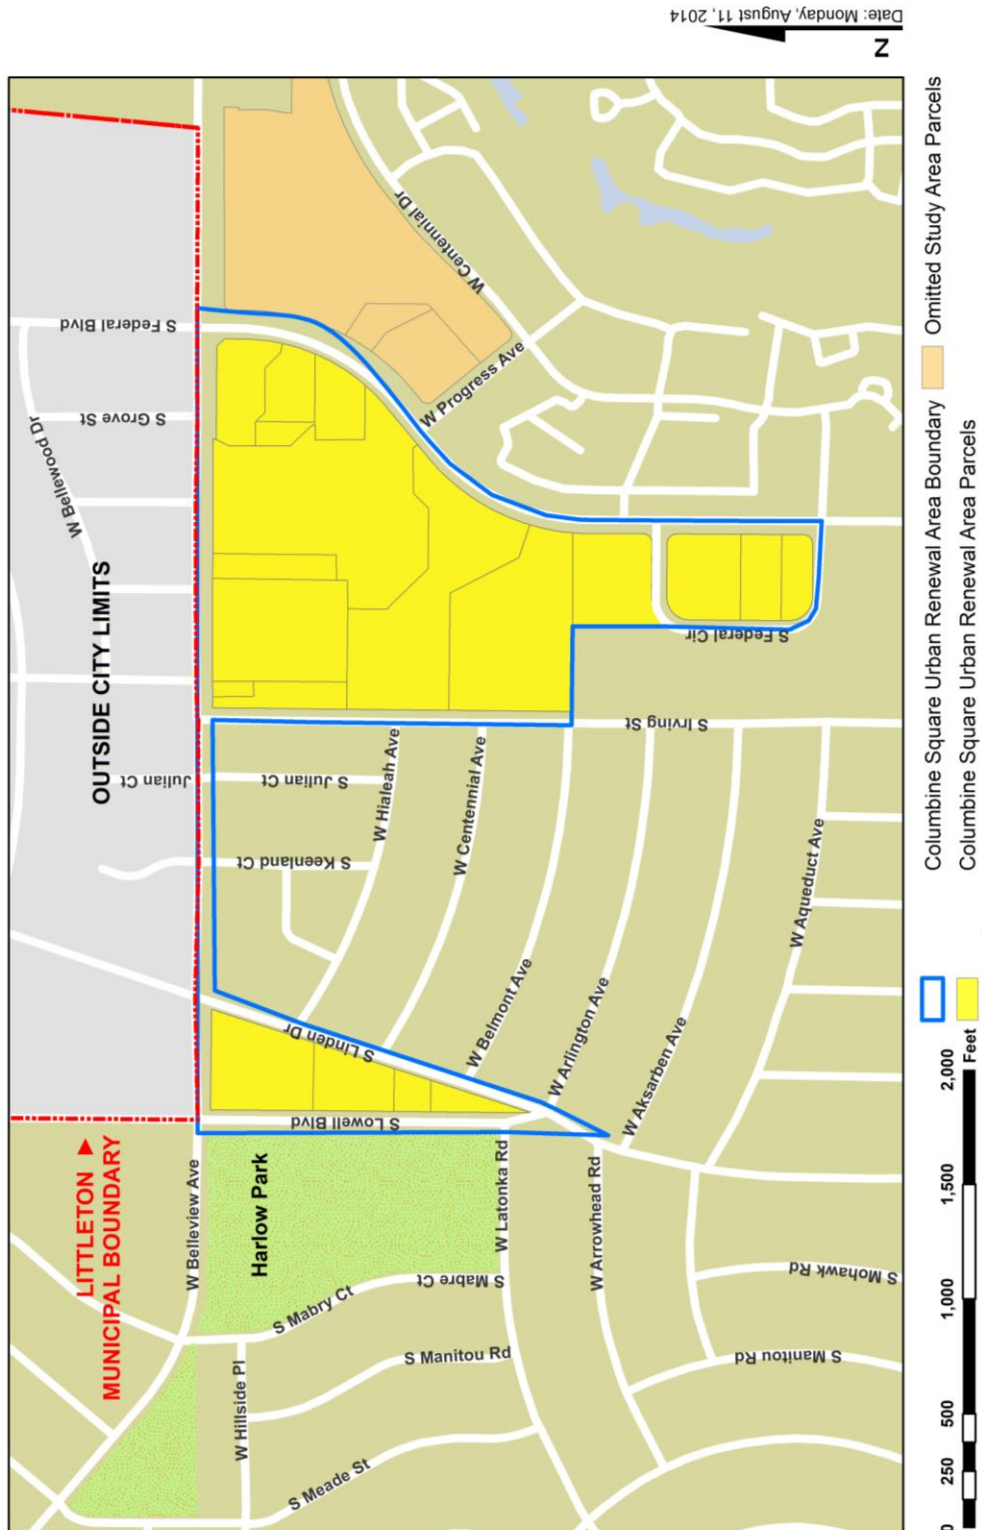 Date: Monday, August 11, 2014
N
S Federal Blvd
S Grove St
W Bellewood Dr
OUTSIDE CITY LIMITS
Julian Ct
S Julian Ct
S Keenland Ct
W Hialeah Ave
W Centennial Ave
W Centennial Dr
W Progress Ave
S Federal Cir
S Irving St
W Belmont Ave
W Arlington Ave
W Aksarben Ave
W Aqueduct Ave
S Linden Dr
S Lowell Blvd
LITTLETON
MUNICIPAL BOUNDARY
W Belleview Ave
Harlow Park
W Latonka Rd
W Arrowhead Rd
S Mabry Ct
S Mabre Ct
S Manitou Rd
S Mohawk Rd
S Manitou Rd
W Hillside Pl
S Meade St
Columbine Square Urban Renewal Area Boundary
Omitted Study Area Parcels
Columbine Square Urban Renewal Area Parcels
0 250 500 1,000 1,500 2,000
Feet